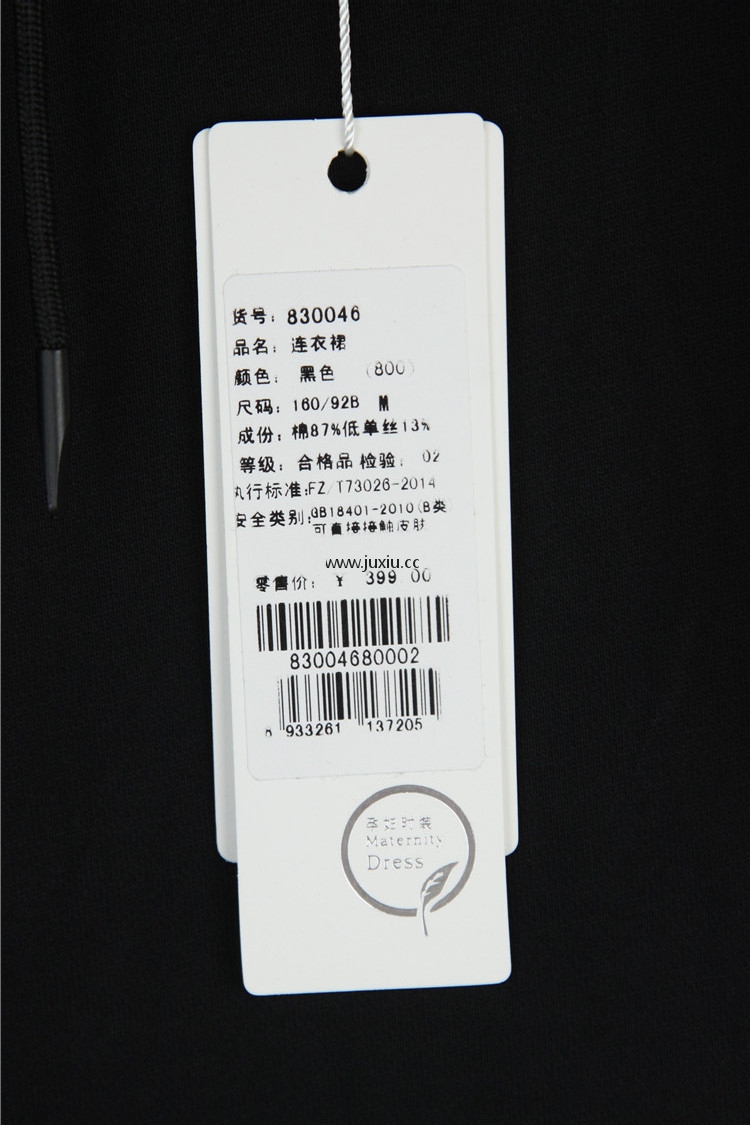 货号：830046
品名：连衣裙
颜色：黑色 （800）
尺码：160/92B M
成份：棉87%低单丝13%
等级：合格品 检验：02
执行标准:FZ/T73026-2014
安全类别:GB18401-2010(B类
可直接接触皮肤
www.juxiu.cc
零售价：￥ 399.00
83004680002
8 933261 137205
孕妇时装
Maternity
Dress